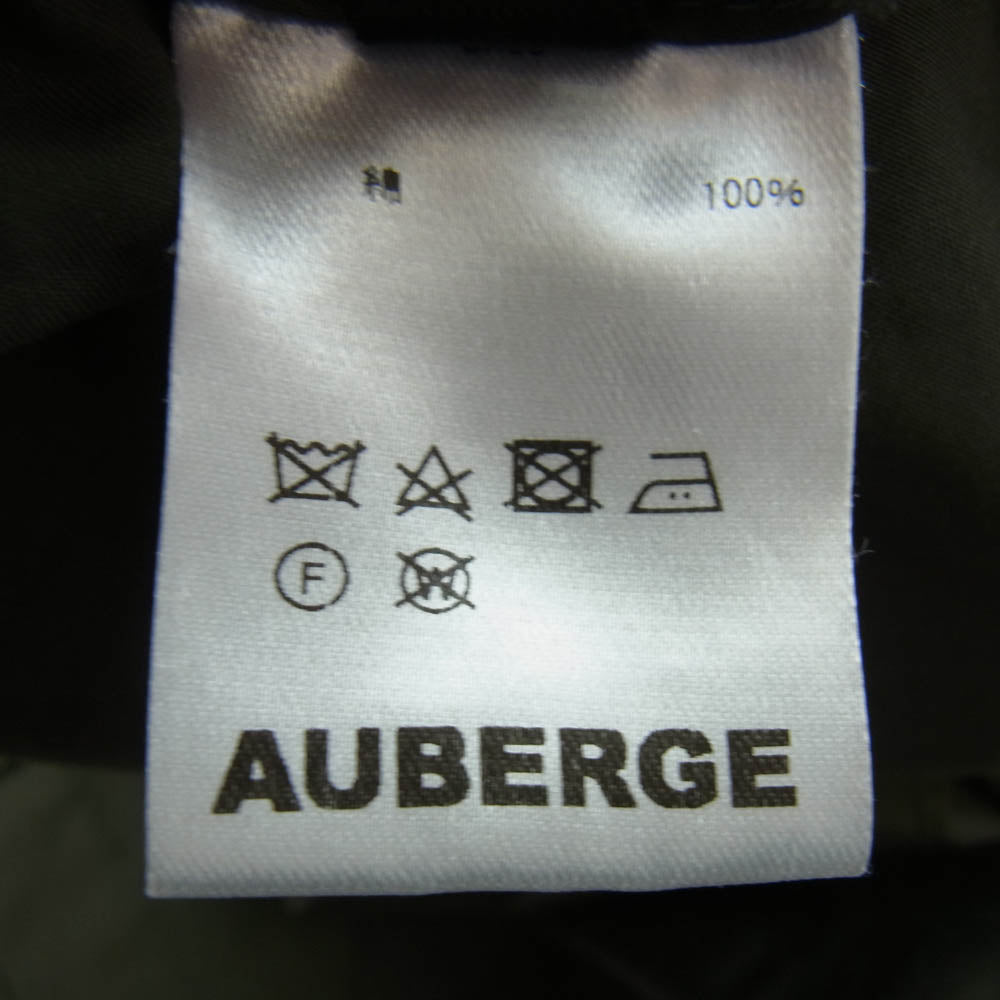 綿 100%
F W
AUBERGE